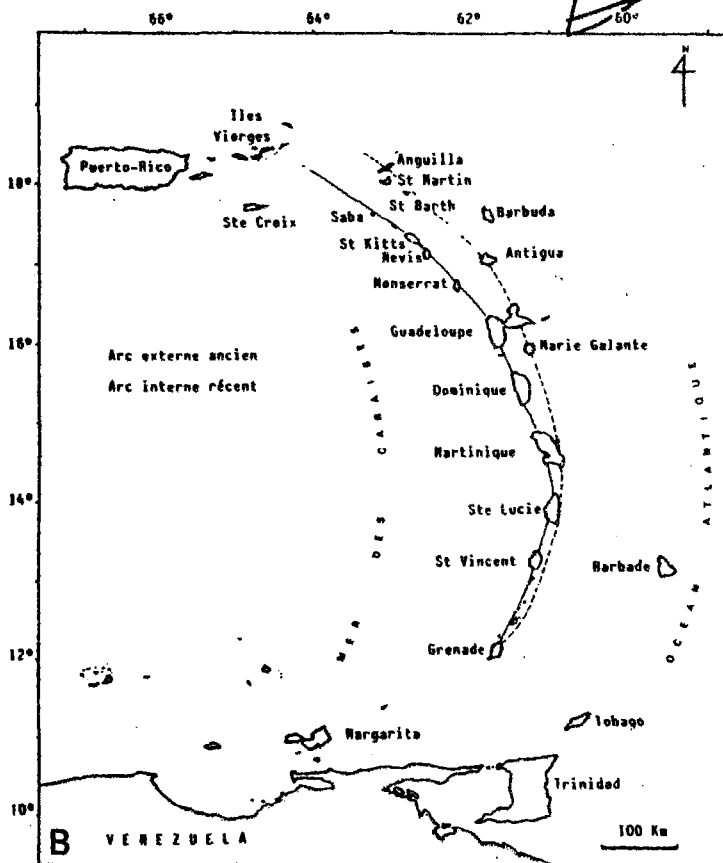 66° 64° 62° 60°
N
Iles
Vierges
Puerto-Rico
Anguilla
18°
St Martin
St Barth
Saba
Barbuda
Ste Croix
St Kitts
Nevis
Antigua
Monserrat
Guadeloupe
16°
Marie Galante
Arc externe ancien
Arc interne récent
Dominique
Martinique
14°
Ste Lucie
St Vincent
Barbade
MER DES CARAIBES
OCEAN ATLANTIQUE
12°
Grenade
Margarita
Tobago
Trinidad
10°
B
VENEZUELA
100 Km